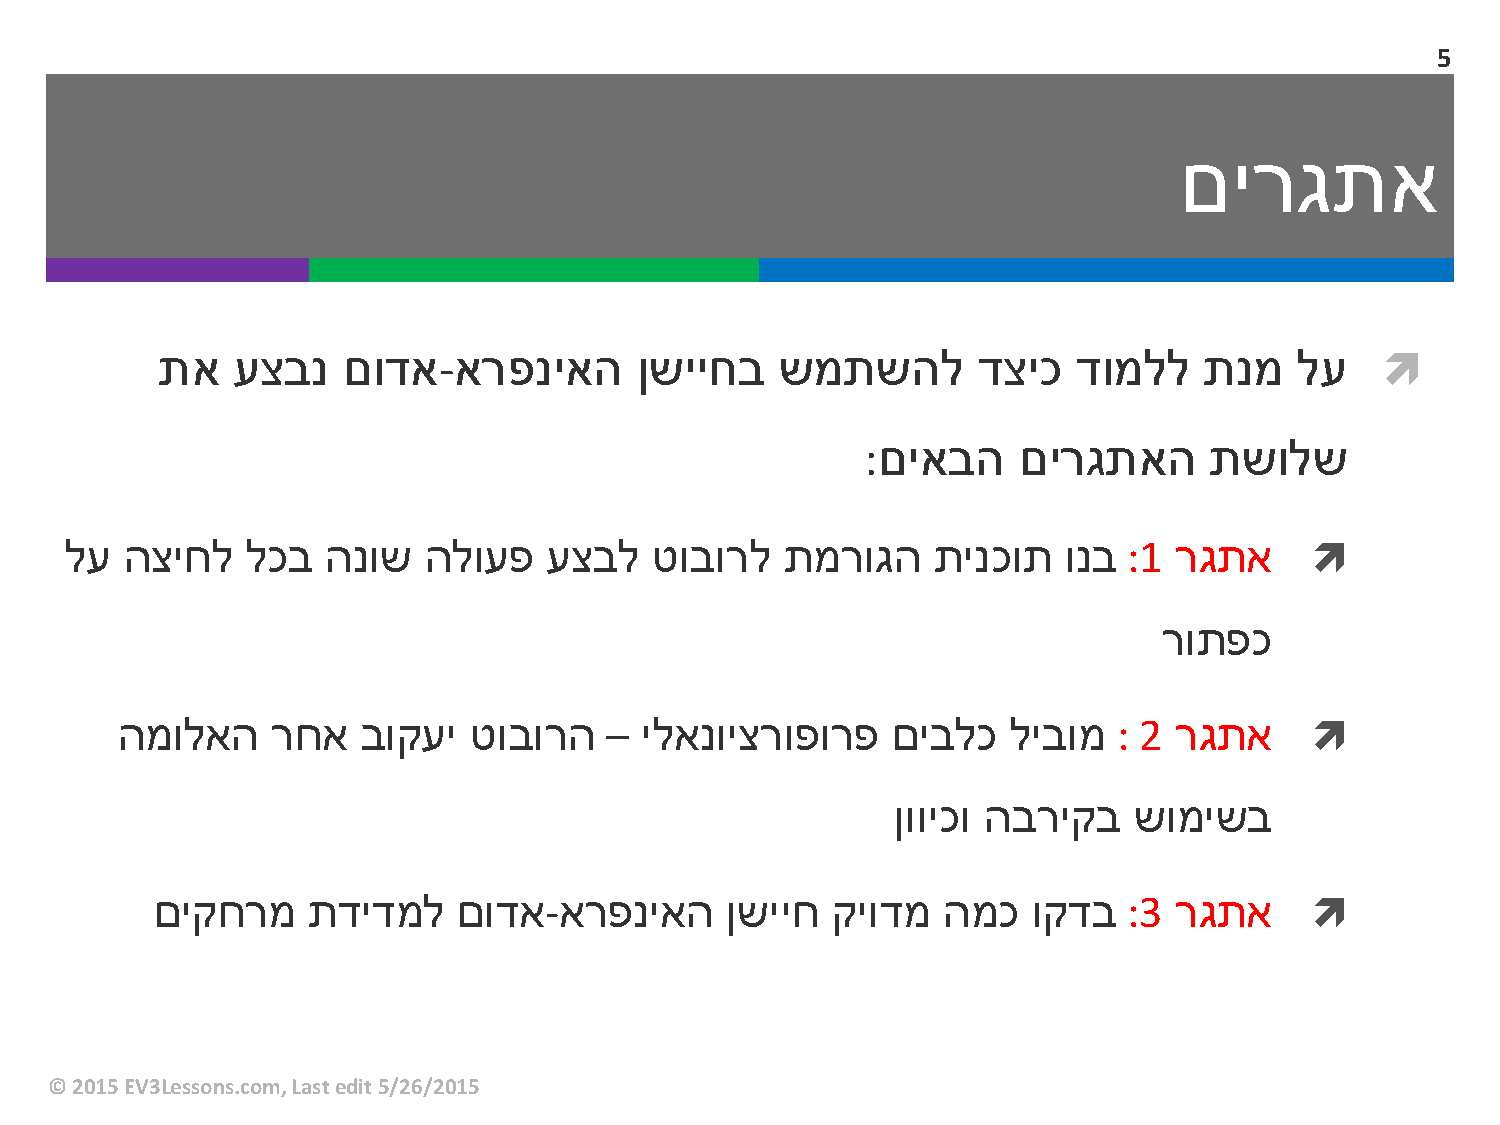 5
אתגרים
על מנת ללמוד כיצד להשתמש בחיישן האינפרא-אדום נבצע את
שלושת האתגרים הבאים:
אתגר 1: בנו תוכנית הגורמת לרובוט לבצע פעולה שונה בכל לחיצה על
כפתור
אתגר 2 : מוביל כלבים פרופורציונאלי – הרובוט יעקוב אחר האלומה
בשימוש בקירבה וכיוון
אתגר 3: בדקו כמה מדויק חיישן האינפרא-אדום למדידת מרחקים
© 2015 EV3Lessons.com, Last edit 5/26/2015